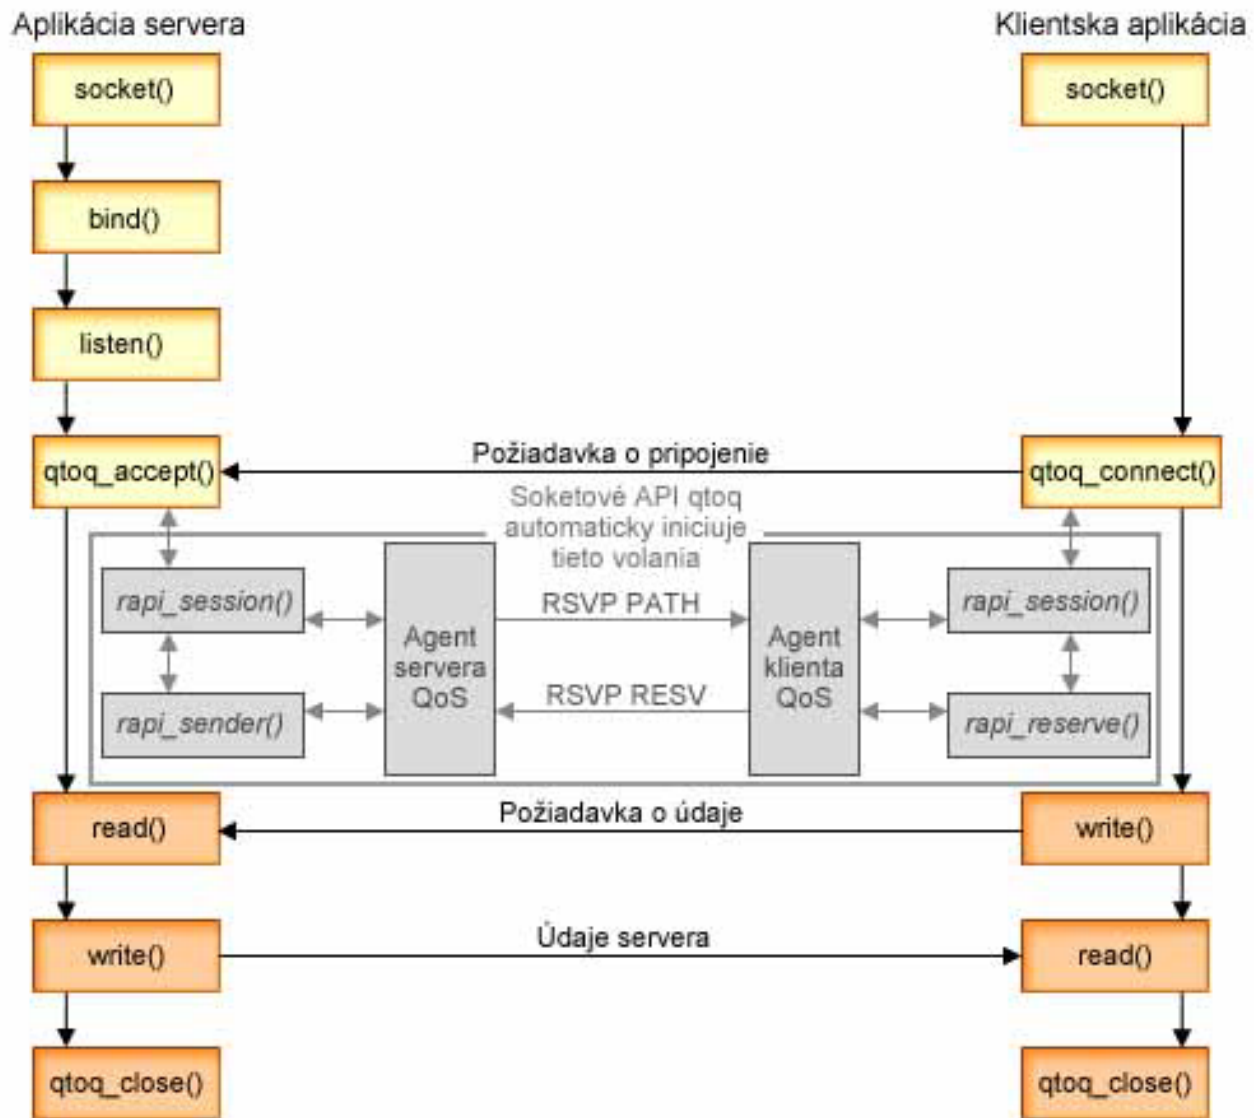 Aplikácia servera
Klientska aplikácia
socket()
socket()
bind()
listen()
qtoq_accept()
Požiadavka o pripojenie
qtoq_connect()
Soketové API qtoq
automaticky iniciuje
tieto volania
rapi_session()
RSVP PATH
rapi_session()
Agent
servera
QoS
Agent
klienta
QoS
rapi_sender()
RSVP RESV
rapi_reserve()
read()
Požiadavka o údaje
write()
write()
Údaje servera
read()
qtoq_close()
qtoq_close()